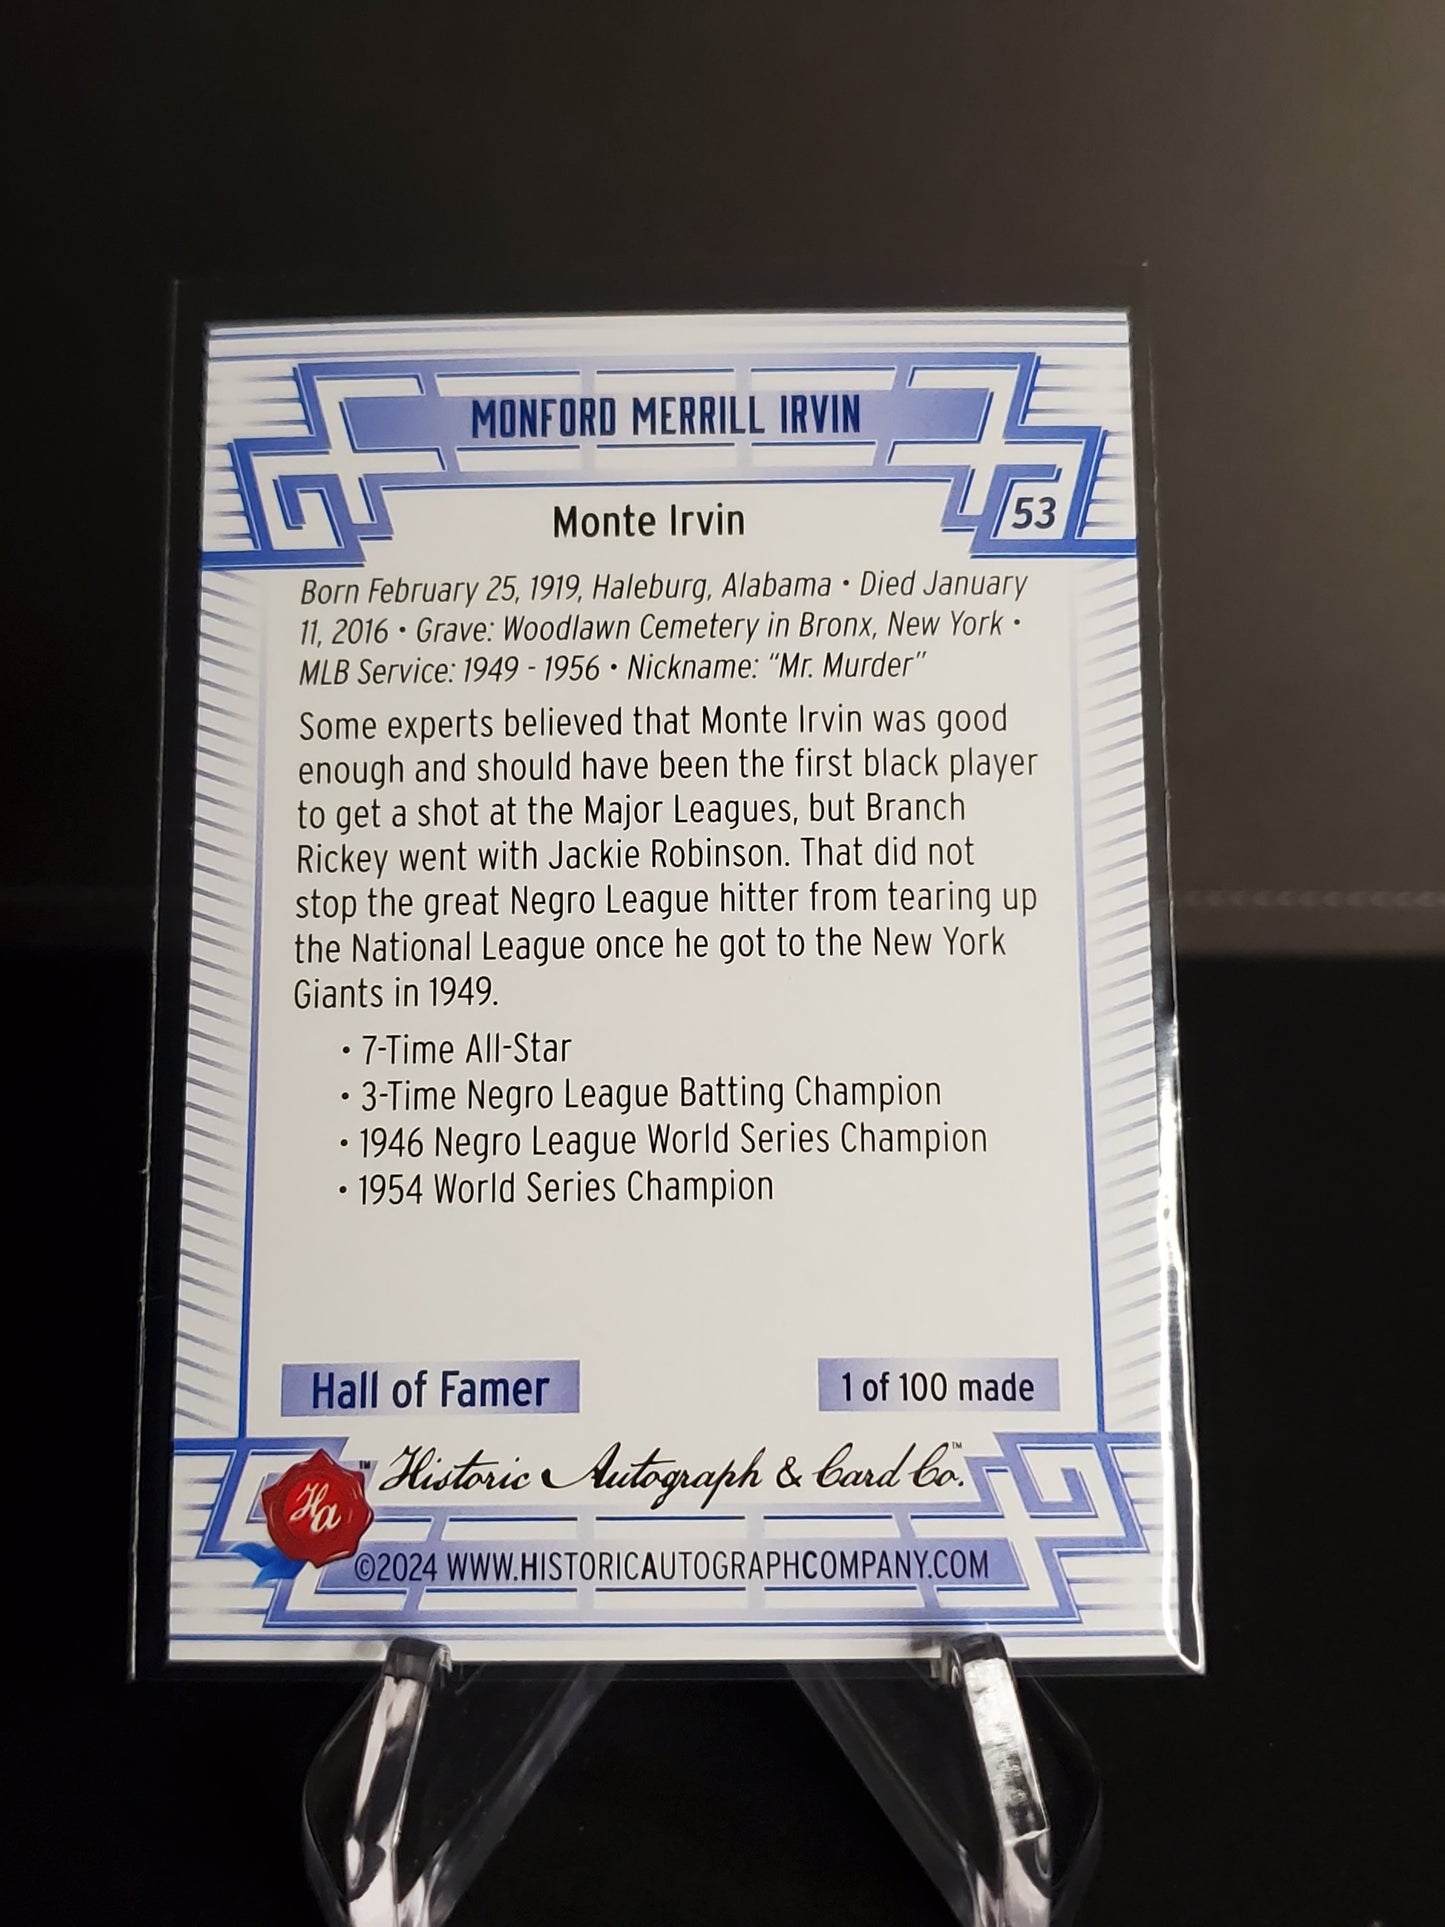 MONFORD MERRILL IRVIN
53
Monte Irvin
Born February 25, 1919, Haleburg, Alabama • Died January
11, 2016 • Grave: Woodlawn Cemetery in Bronx, New York •
MLB Service: 1949 - 1956 • Nickname: “Mr. Murder”
Some experts believed that Monte Irvin was good
enough and should have been the first black player
to get a shot at the Major Leagues, but Branch
Rickey went with Jackie Robinson. That did not
stop the great Negro League hitter from tearing up
the National League once he got to the New York
Giants in 1949.
• 7-Time All-Star
• 3-Time Negro League Batting Champion
• 1946 Negro League World Series Champion
• 1954 World Series Champion
Hall of Famer
1 of 100 made
Ha ™ Historic Autograph & Card Co.™
©2024 WWW.HISTORICAUTOGRAPHCOMPANY.COM